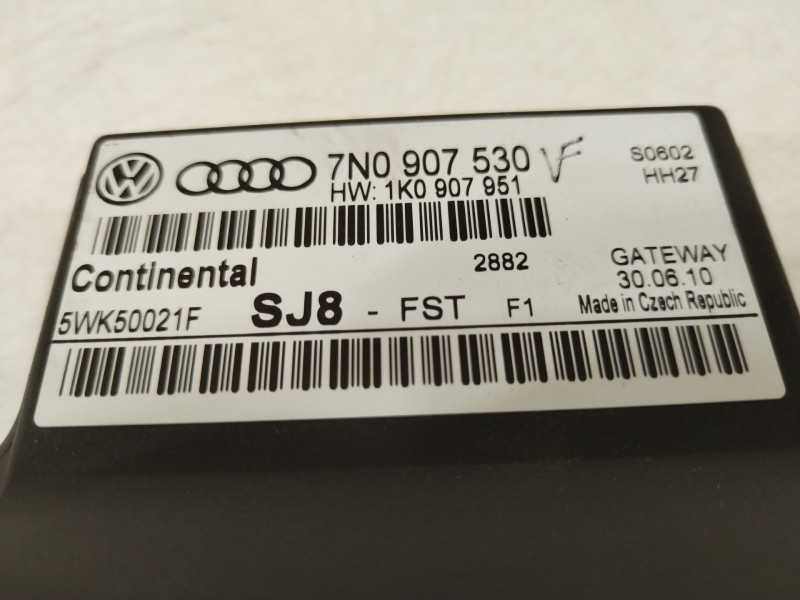 7N0 907 530 F
S0602
HW: 1K0 907 951
HH27
Continental
2882
GATEWAY
30.06.10
5WK50021F
SJ8 - FST F1
Made in Czech Republic